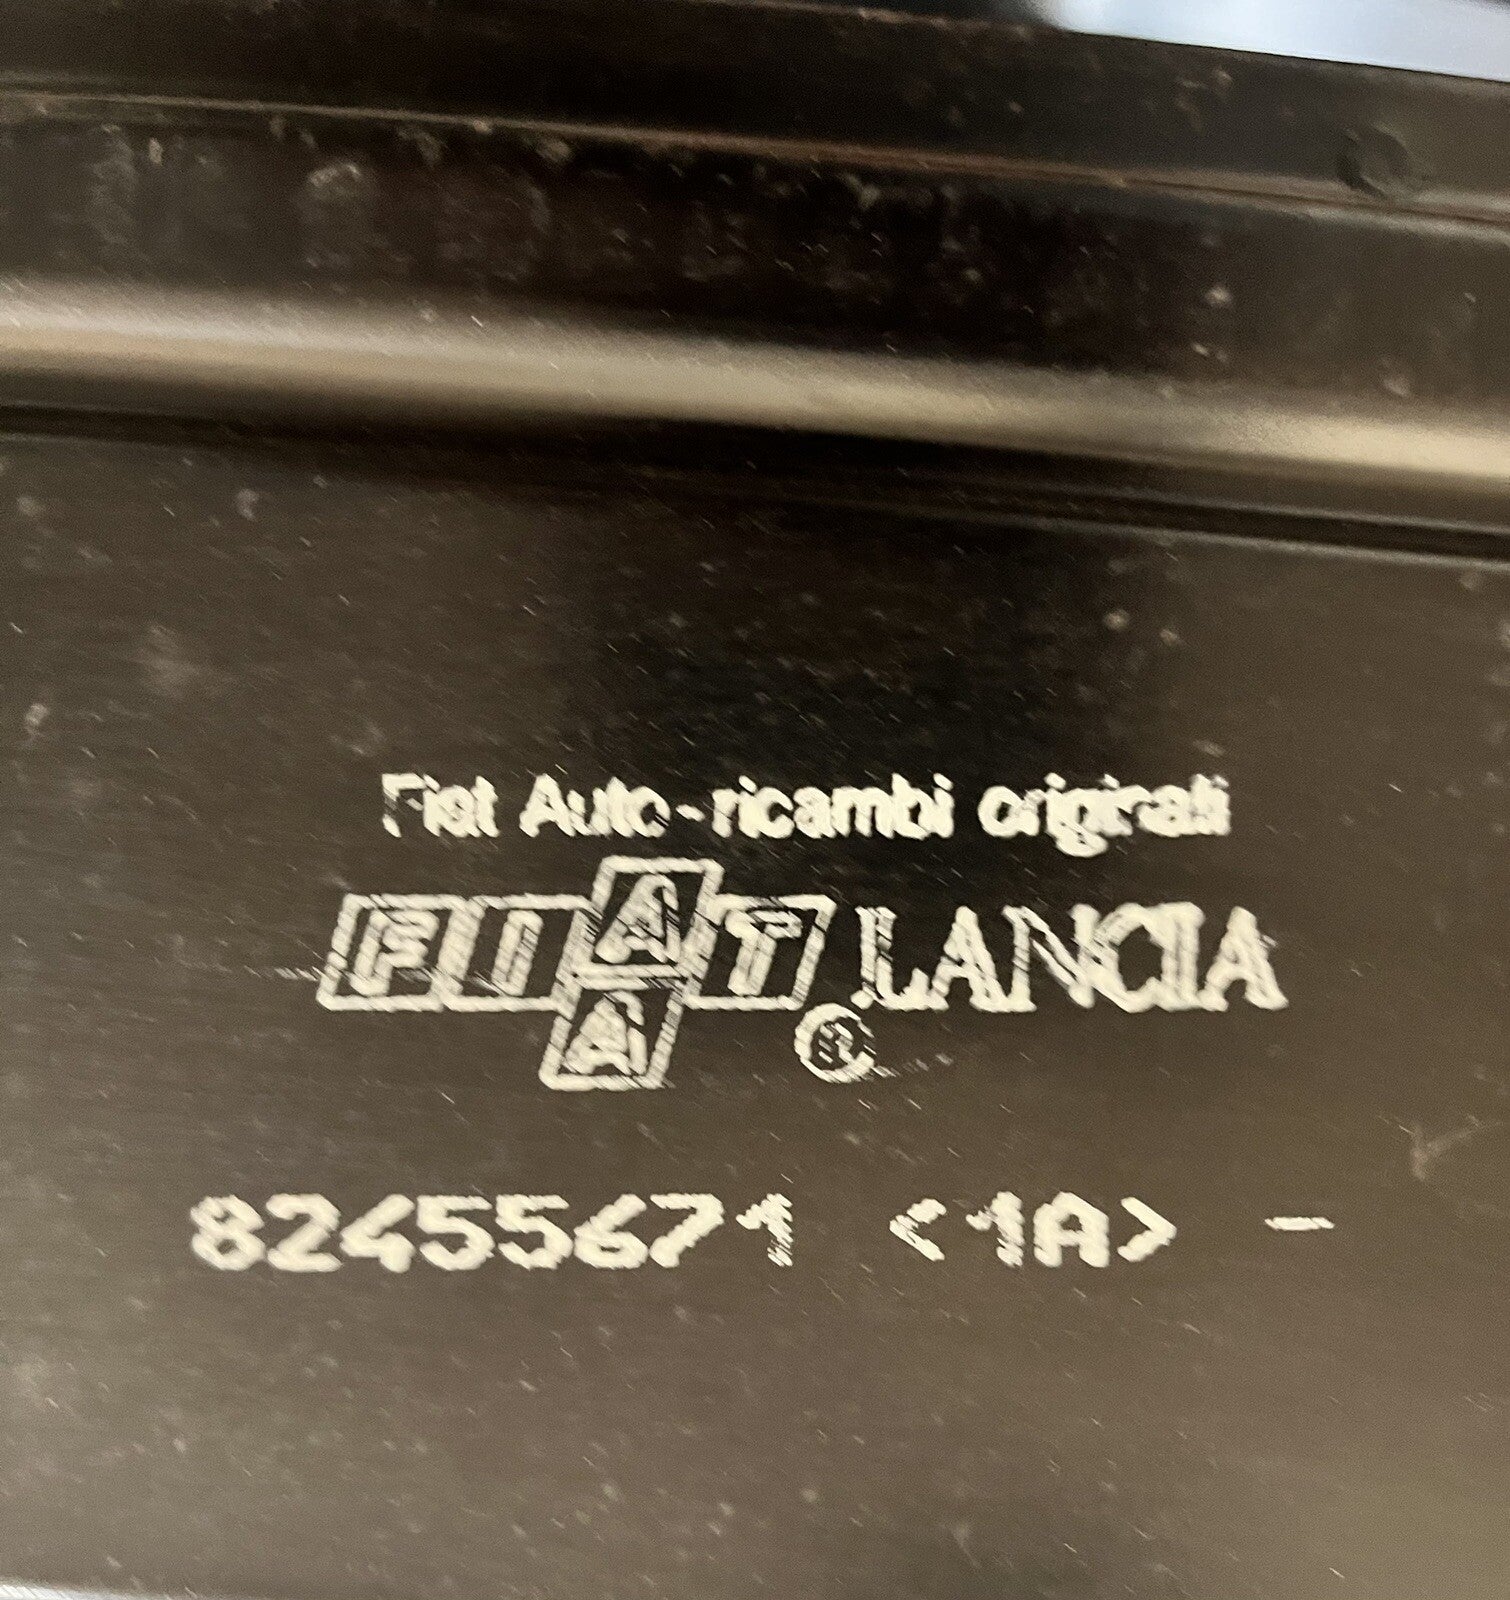 Fiat Auto - ricambi originali
FIAT LANCIA
R
82455671 <1A> -